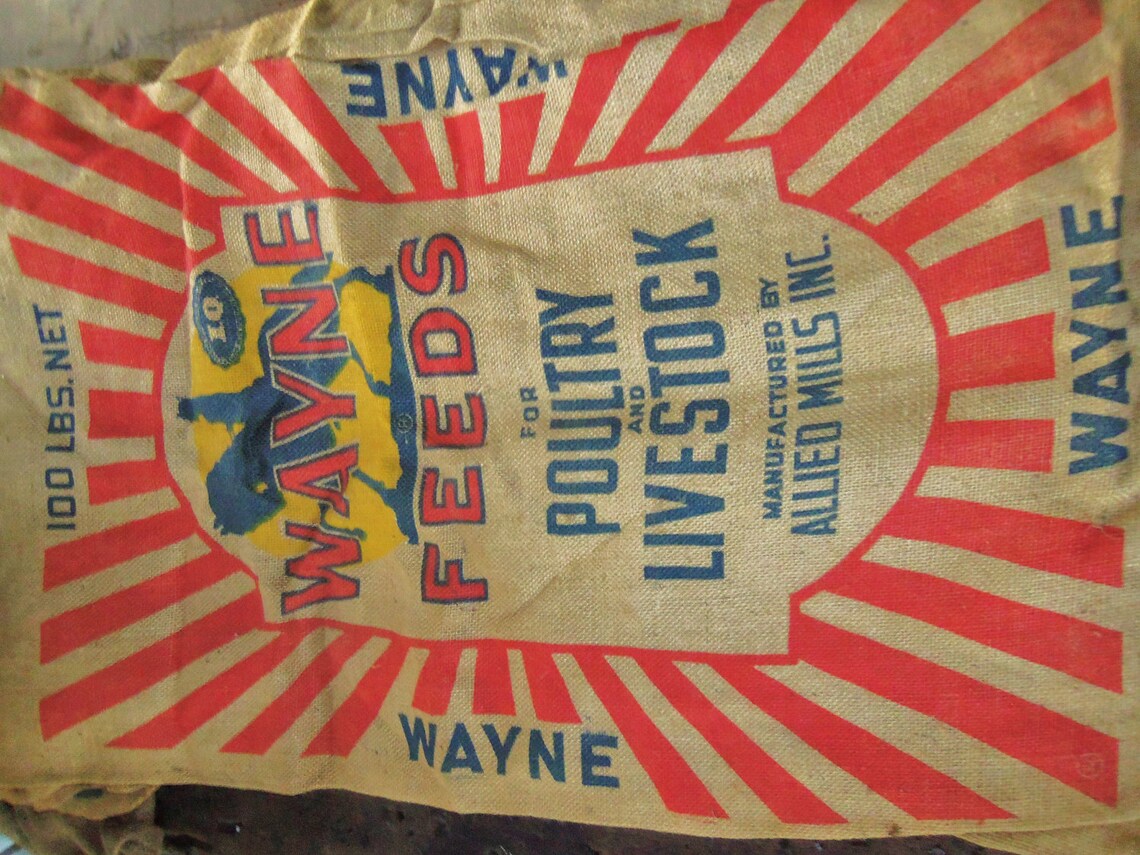 100 LBS. NET
10
WAYNE
®
FEEDS
FOR
POULTRY
AND
LIVESTOCK
MANUFACTURED BY
ALLIED MILLS INC.
WAYNE
WAYNE
WAYNE